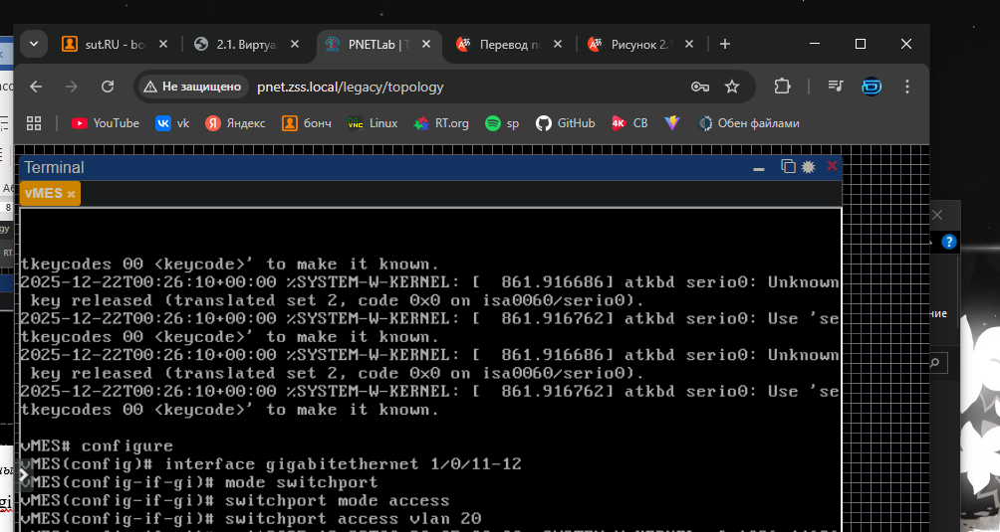 sut.RU - бо
2.1. Виртуа
PNETLab | T
Перевод п
Рисунок 2.
Не защищено
pnet.zss.local/legacy/topology
YouTube
vk
Яндекс
бонч
Linux
RT.org
sp
GitHub
СВ
Обен файлами
Terminal
vMES
tkeycodes 00 <keycode>' to make it known.
2025-12-22T00:26:10+00:00 %SYSTEM-W-KERNEL: [  861.916686] atkbd serio0: Unknown
key released (translated set 2, code 0x0 on isa0060/serio0).
2025-12-22T00:26:10+00:00 %SYSTEM-W-KERNEL: [  861.916762] atkbd serio0: Use 'se
tkeycodes 00 <keycode>' to make it known.
2025-12-22T00:26:10+00:00 %SYSTEM-W-KERNEL: [  861.916686] atkbd serio0: Unknown
key released (translated set 2, code 0x0 on isa0060/serio0).
2025-12-22T00:26:10+00:00 %SYSTEM-W-KERNEL: [  861.916762] atkbd serio0: Use 'se
tkeycodes 00 <keycode>' to make it known.
vMES# configure
vMES(config)# interface gigabitethernet 1/0/11-12
vMES(config-if-gi)# mode switchport
vMES(config-if-gi)# switchport mode access
vMES(config-if-gi)# switchport access vlan 20
ние